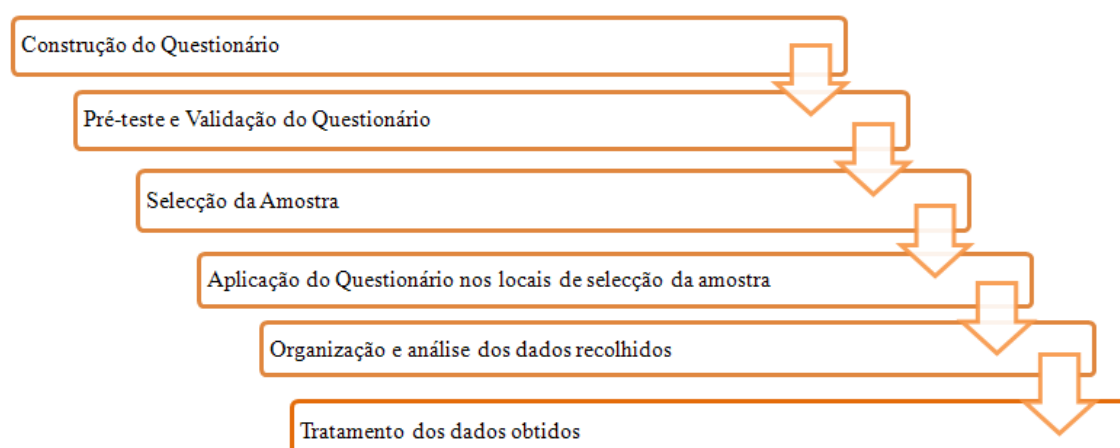 Construção do Questionário
Pré-teste e Validação do Questionário
Selecção da Amostra
Aplicação do Questionário nos locais de selecção da amostra
Organização e análise dos dados recolhidos
Tratamento dos dados obtidos